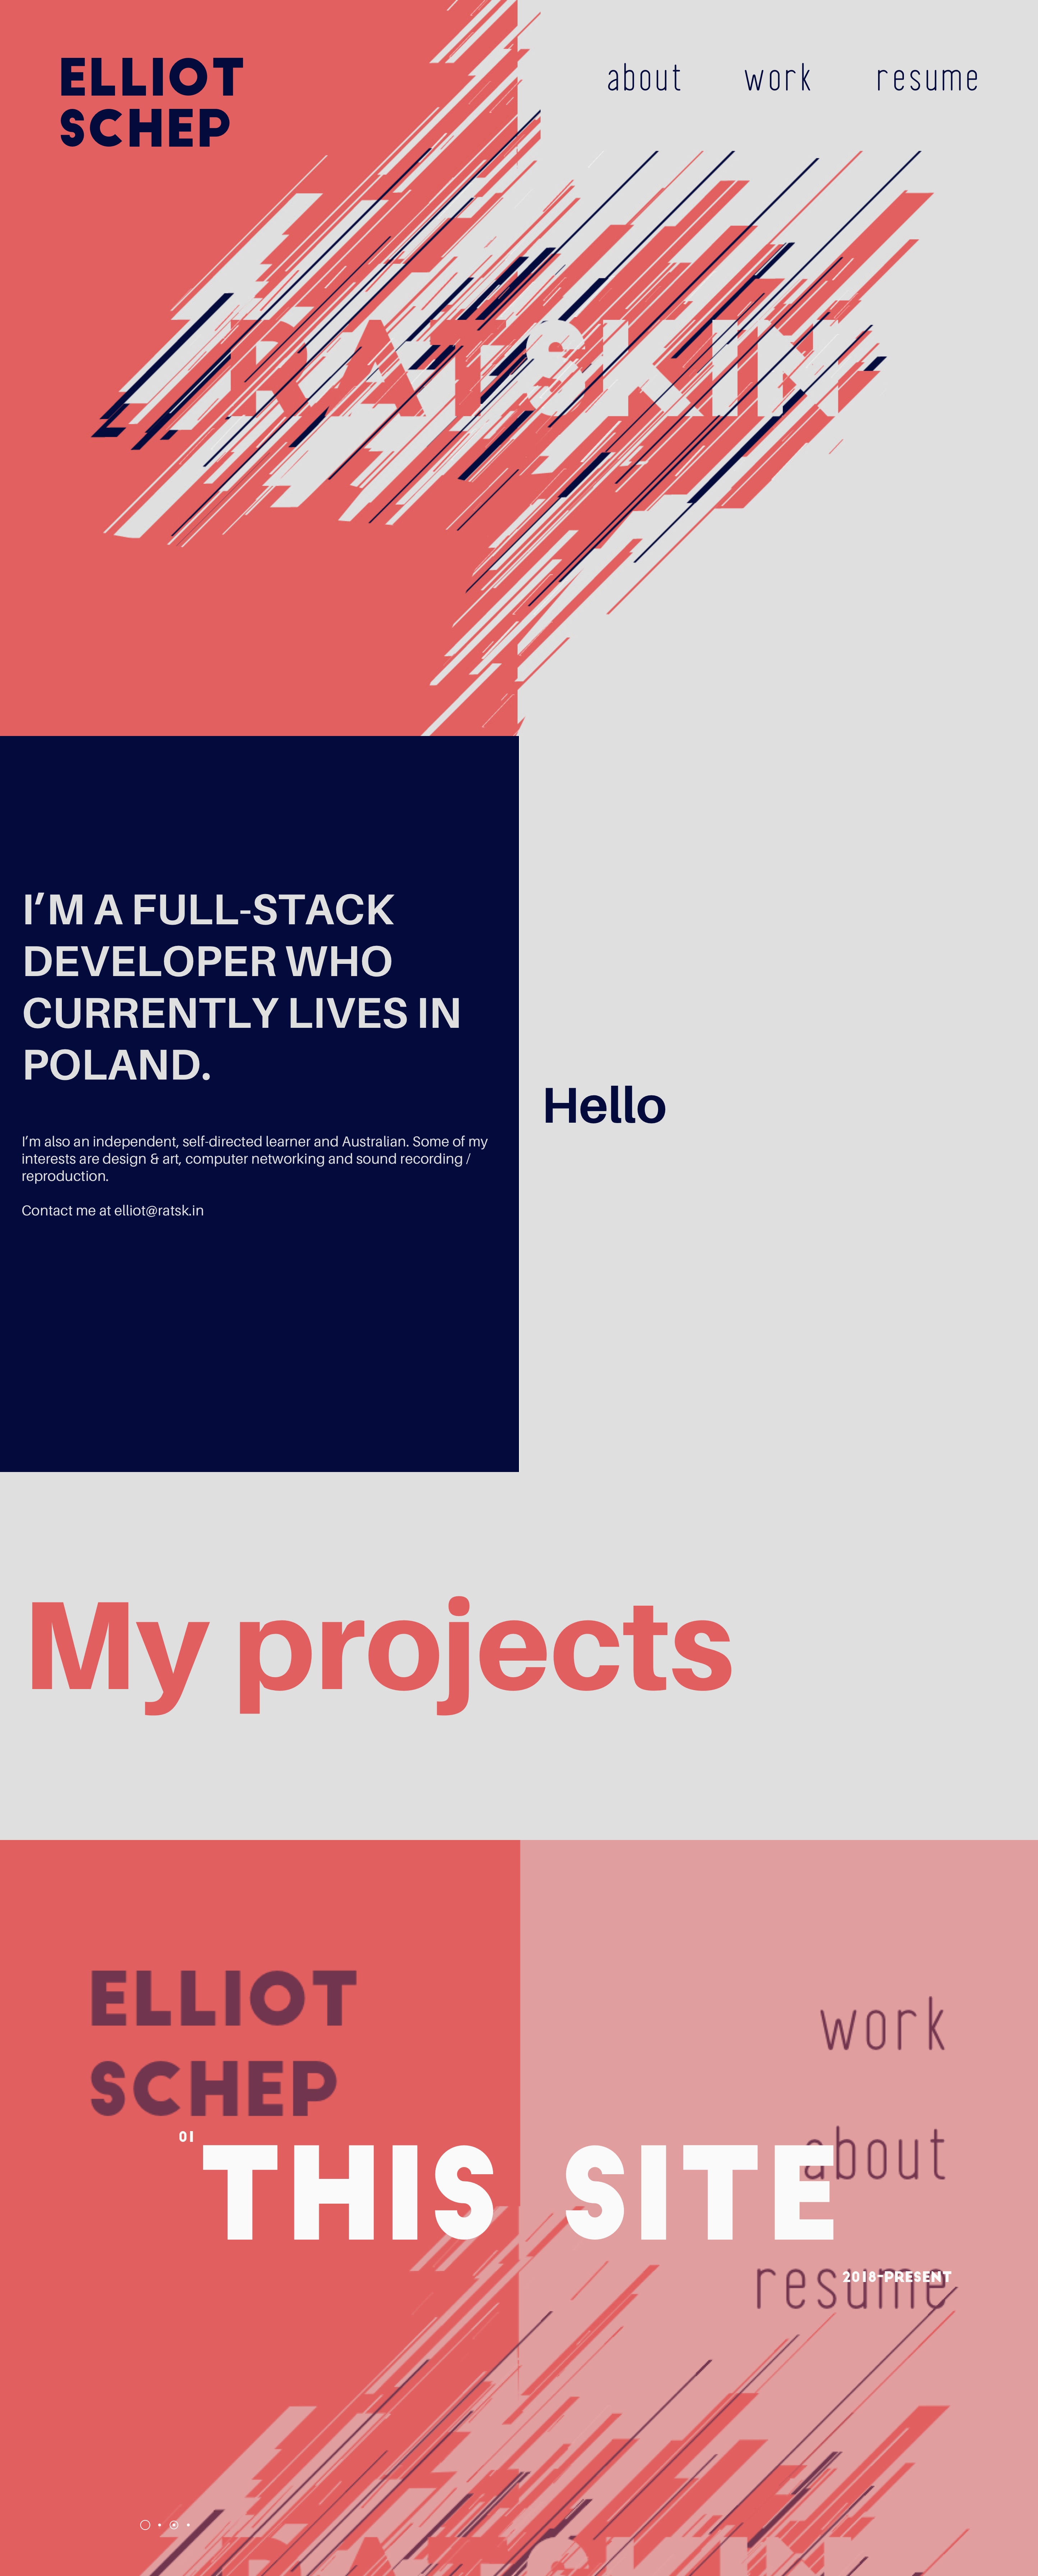 ELLIOT
SCHEP
about work resume
RATSKIN
I’M A FULL-STACK
DEVELOPER WHO
CURRENTLY LIVES IN
POLAND.
I’m also an independent, self-directed learner and Australian. Some of my
interests are design & art, computer networking and sound recording /
reproduction.
Contact me at elliot@ratsk.in
Hello
My projects
ELLIOT
SCHEP
work
about
01
THIS SITE
resume
2018-PRESENT
RATSKIN